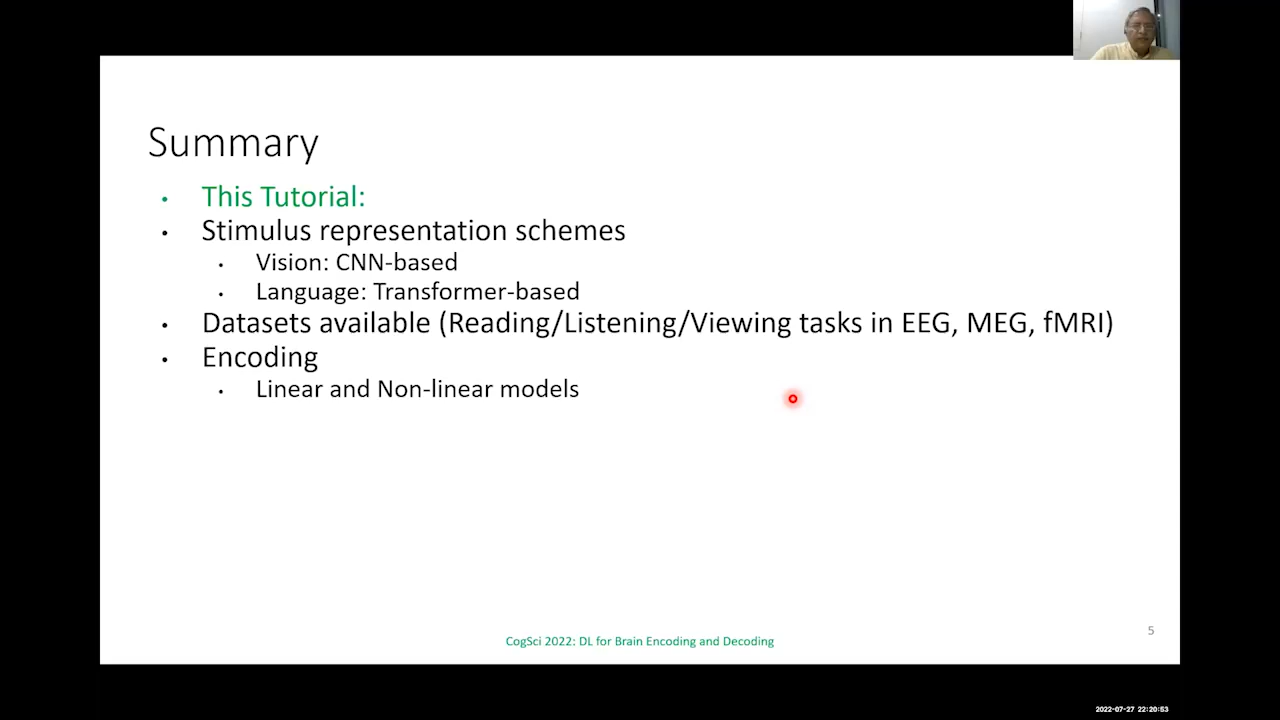 Summary
• This Tutorial:
• Stimulus representation schemes
• Vision: CNN-based
• Language: Transformer-based
• Datasets available (Reading/Listening/Viewing tasks in EEG, MEG, fMRI)
• Encoding
• Linear and Non-linear models
5
CogSci 2022: DL for Brain Encoding and Decoding
2022-07-27 22:20:53